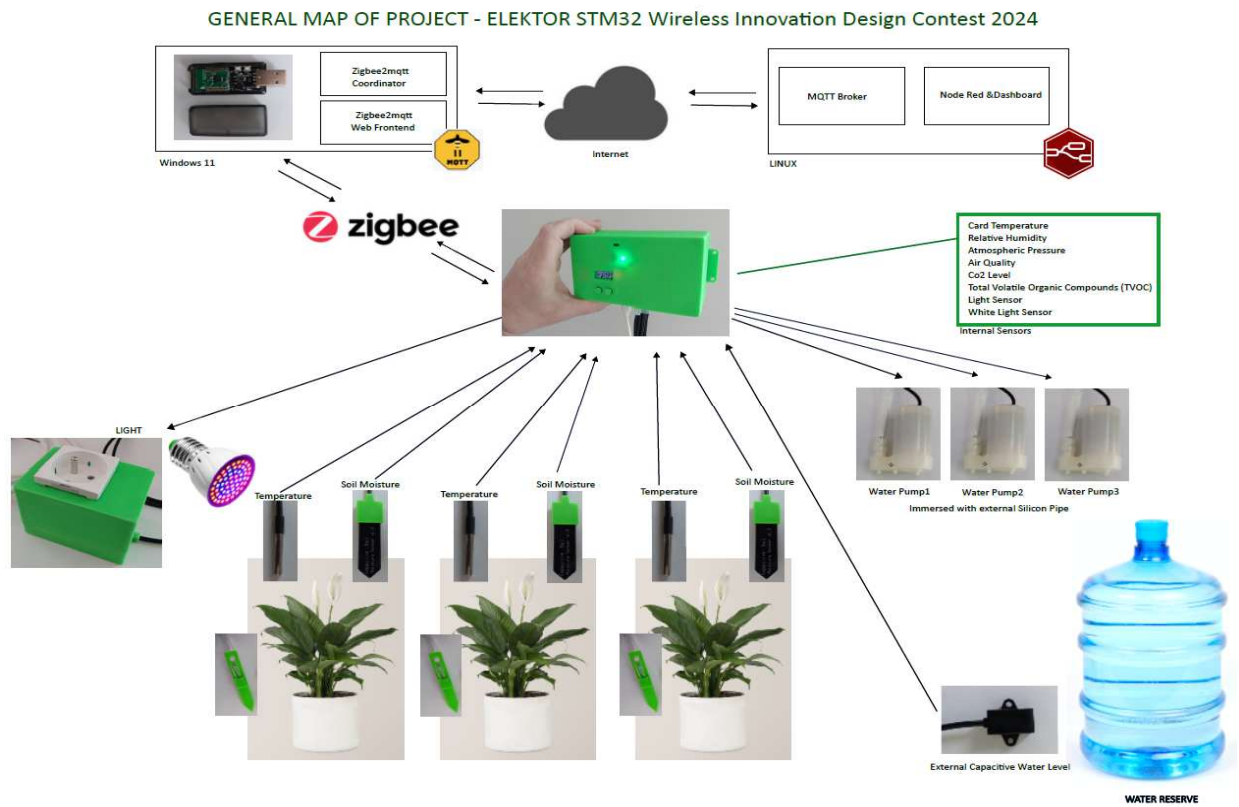 GENERAL MAP OF PROJECT - ELEKTOR STM32 Wireless Innovation Design Contest 2024
Zigbee2mqtt
Coordinator
Zigbee2mqtt
Web Frontend
MQTT
Windows 11
Internet
MQTT Broker
Node Red &Dashboard
LINUX
zigbee
Card Temperature
Relative Humidity
Atmospheric Pressure
Air Quality
Co2 Level
Total Volatile Organic Compounds (TVOC)
Light Sensor
White Light Sensor
Internal Sensors
LIGHT
Temperature
Soil Moisture
Temperature
Soil Moisture
Temperature
Soil Moisture
Water Pump1
Water Pump2
Water Pump3
Immersed with external Silicon Pipe
External Capacitive Water Level
WATER RESERVE